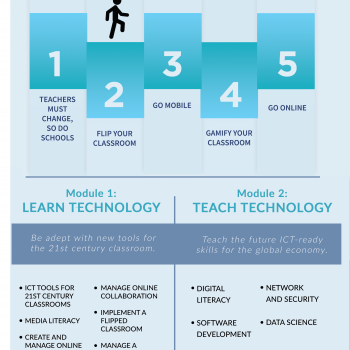 1
TEACHERS
MUST
CHANGE,
SO DO
SCHOOLS
2
FLIP YOUR
CLASSROOM
3
GO MOBILE
4
GAMIFY YOUR
CLASSROOM
5
GO ONLINE
Module 1:
LEARN TECHNOLOGY
Be adept with new tools for
the 21st century classroom.
• ICT TOOLS FOR
21ST CENTURY
CLASSROOMS
• MEDIA LITERACY
• CREATE AND
MANAGE ONLINE
• MANAGE ONLINE
COLLABORATION
• IMPLEMENT A
FLIPPED
CLASSROOM
• MANAGE A
Module 2:
TEACH TECHNOLOGY
Teach the future ICT-ready
skills for the global economy.
• DIGITAL
LITERACY
• SOFTWARE
DEVELOPMENT
• NETWORK
AND SECURITY
• DATA SCIENCE